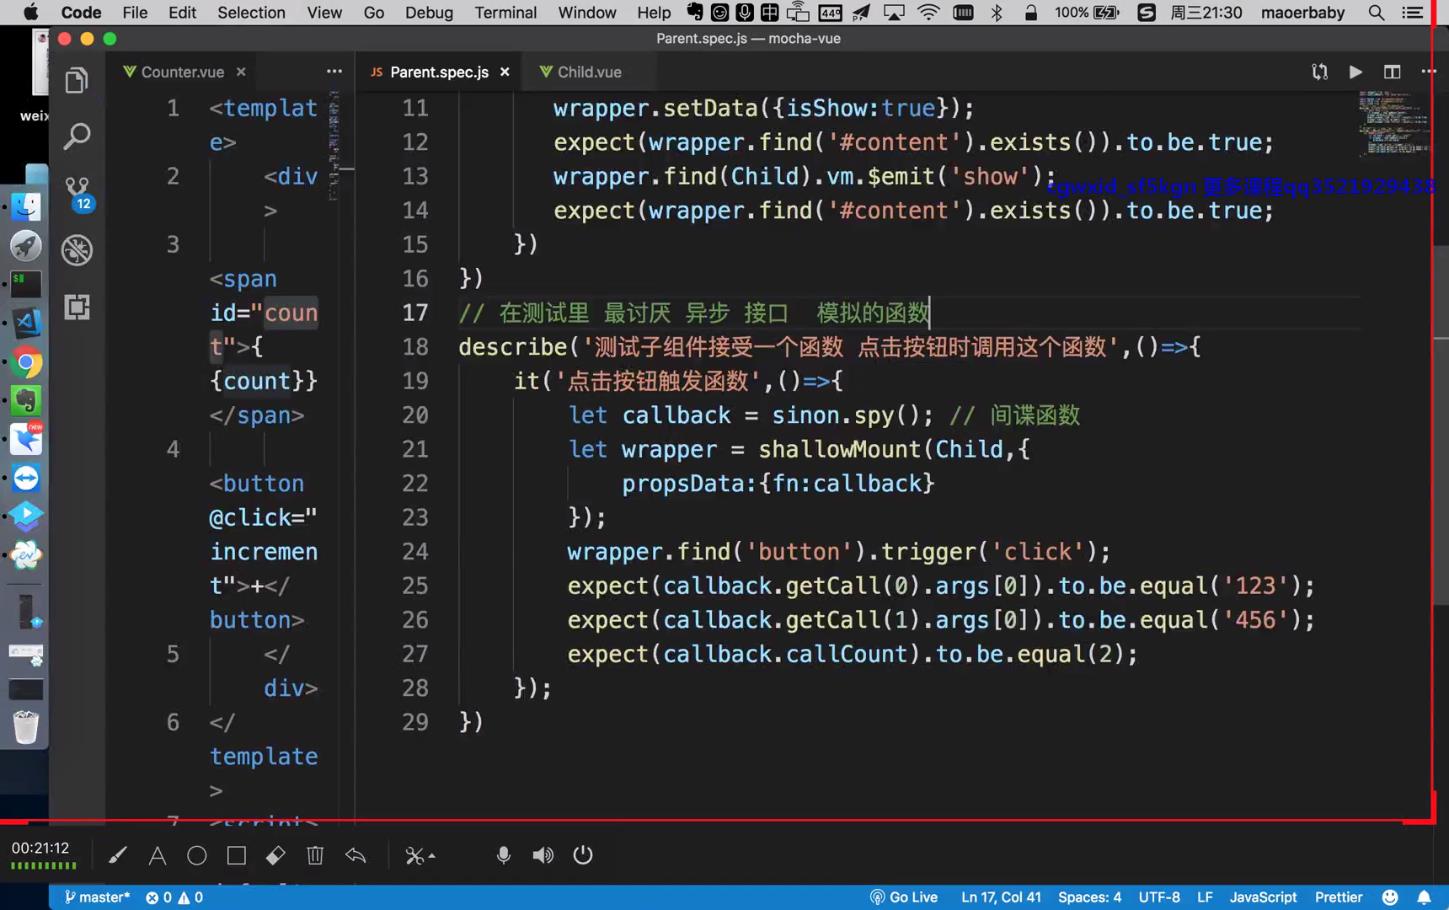 Code File Edit Selection View Go Debug Terminal Window Help 44° 100% 周三21:30 maoerbaby
Parent.spec.js — mocha-vue
Counter.vue × ···
JS Parent.spec.js ×
Child.vue
weix
12
new
1 <templat
e>
2 <div
>
3
<span
id="coun
t">{
{count}}
</span>
4
<button
@click="
incremen
t">+</
button>
5 </
div>
6 </
template
>
7 <script>
11 wrapper.setData({isShow:true});
12 expect(wrapper.find('#content').exists()).to.be.true;
13 wrapper.find(Child).vm.$emit('show');
cgwxid_sf5kgn 更多课程qq3521929438
14 expect(wrapper.find('#content').exists()).to.be.true;
15 })
16 })
17 // 在测试里 最讨厌 异步 接口 模拟的函数
18 describe('测试子组件接受一个函数 点击按钮时调用这个函数',()=>{
19 it('点击按钮触发函数',()=>{
20 let callback = sinon.spy(); // 间谍函数
21 let wrapper = shallowMount(Child,{
22 propsData:{fn:callback}
23 });
24 wrapper.find('button').trigger('click');
25 expect(callback.getCall(0).args[0]).to.be.equal('123');
26 expect(callback.getCall(1).args[0]).to.be.equal('456');
27 expect(callback.callCount).to.be.equal(2);
28 });
29 })
00:21:12
master* 0 0 Go Live Ln 17, Col 41 Spaces: 4 UTF-8 LF JavaScript Prettier